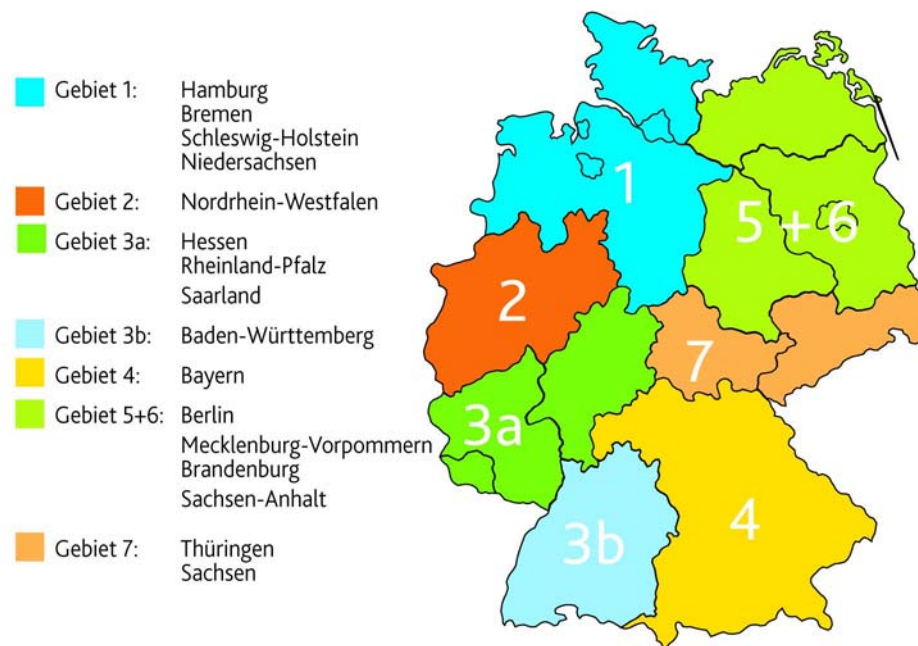 Gebiet 1: Hamburg
Bremen
Schleswig-Holstein
Niedersachsen
Gebiet 2: Nordrhein-Westfalen
Gebiet 3a: Hessen
Rheinland-Pfalz
Saarland
Gebiet 3b: Baden-Württemberg
Gebiet 4: Bayern
Gebiet 5+6: Berlin
Mecklenburg-Vorpommern
Brandenburg
Sachsen-Anhalt
Gebiet 7: Thüringen
Sachsen
1
5 + 6
2
7
3a
4
3b